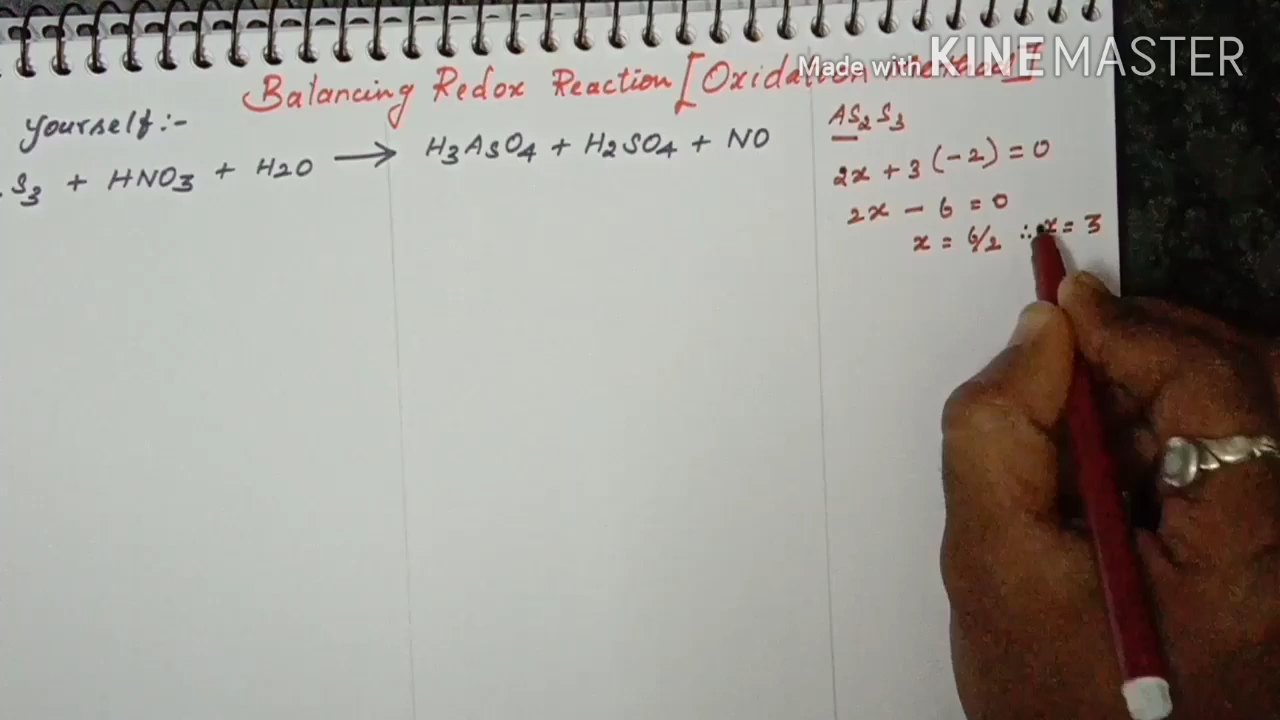 Balancing Redox Reaction [Oxidation
Made with KINEMASTER
Yourself:-
S3 + HNO3 + H2O → H3AsO4 + H2SO4 + NO
AS2S3
2x + 3(-2) = 0
2x - 6 = 0
x = 6/2 ∴ x = 3